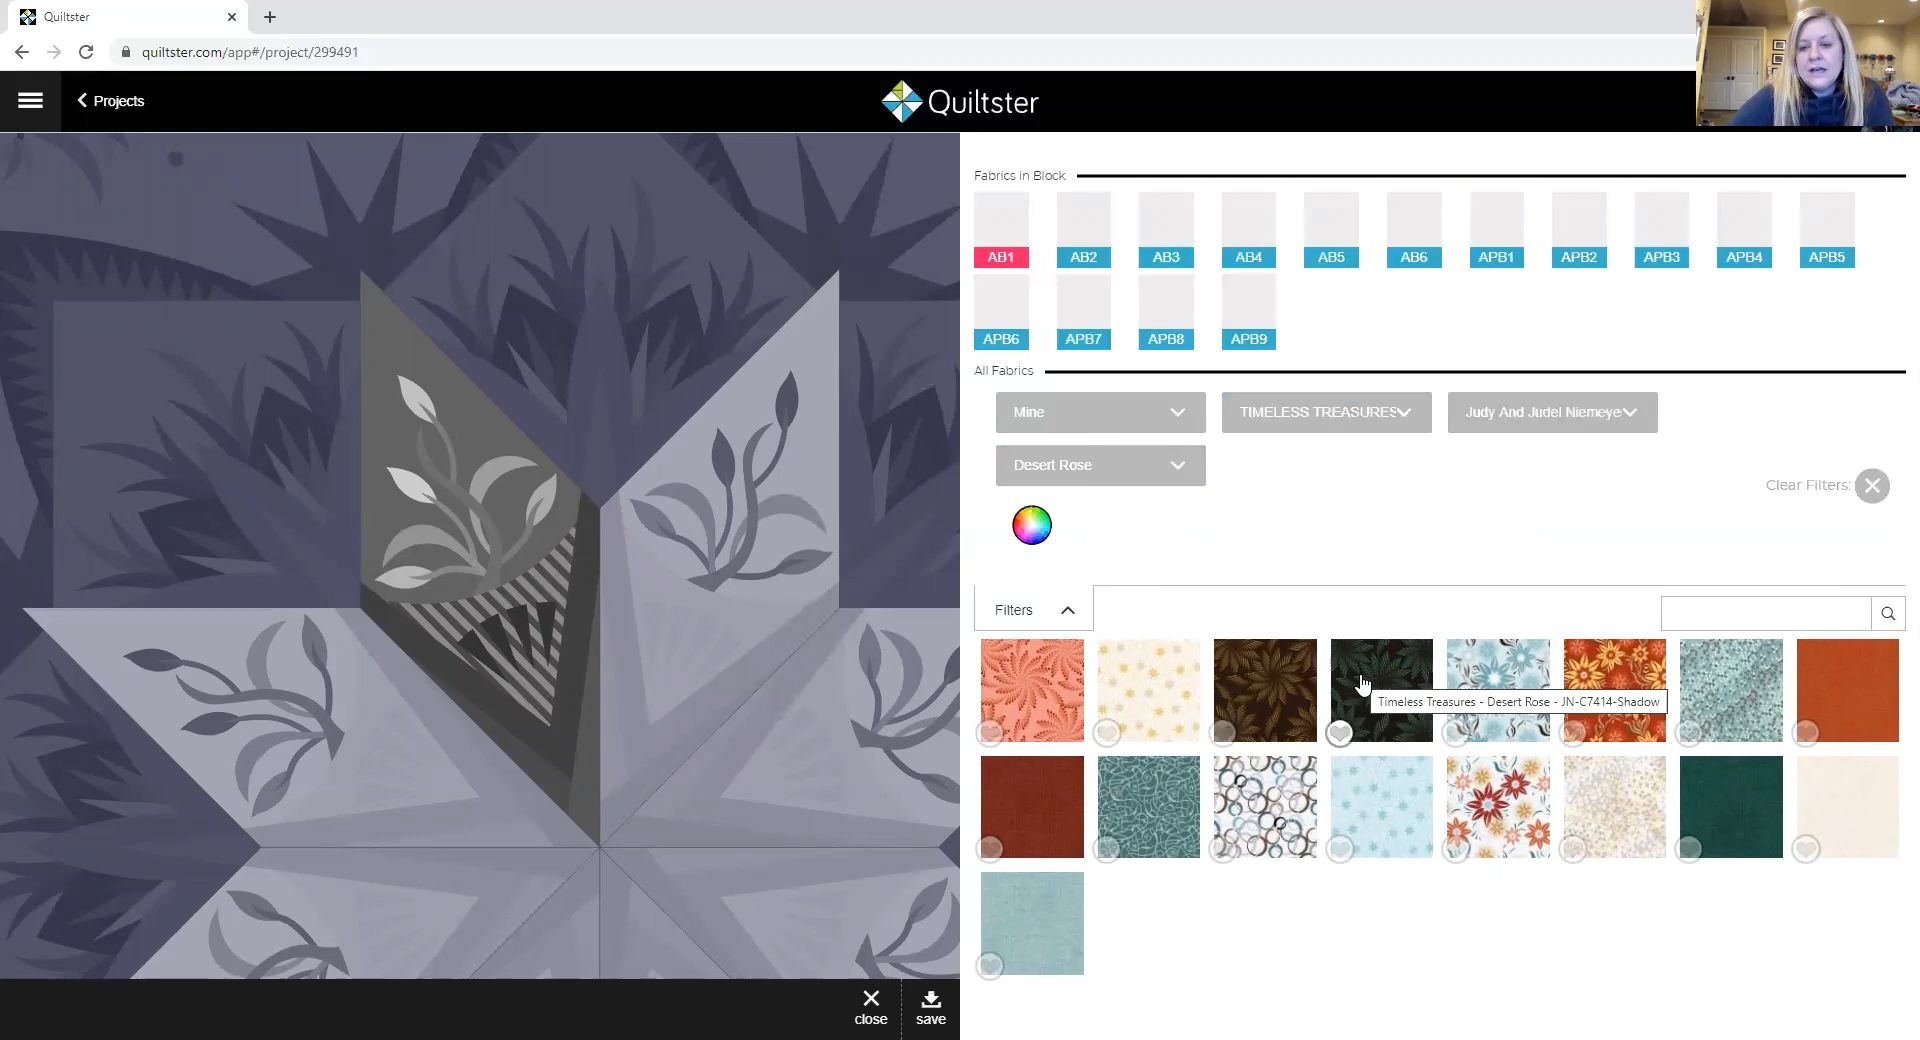 Quiltster
quiltster.com/app#/project/299491
Projects
Quiltster
Fabrics in Block
AB1 AB2 AB3 AB4 AB5 AB6 APB1 APB2 APB3 APB4 APB5
APB6 APB7 APB8 APB9
All Fabrics
Mine TIMELESS TREASURES Judy And Judel Niemeye
Desert Rose
Clear Filters:
Filters
Timeless Treasures - Desert Rose - JN-C7414-Shadow
close save